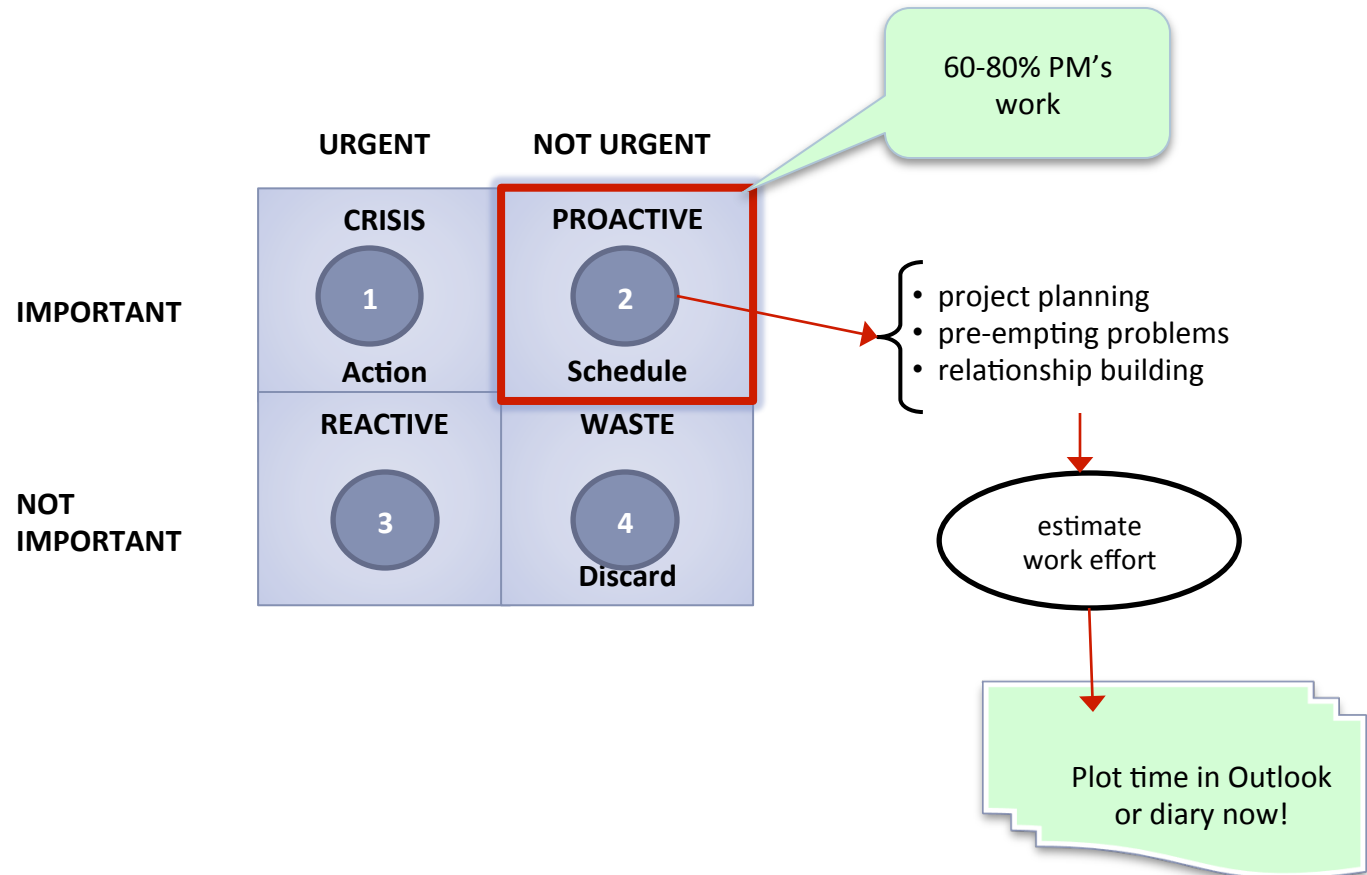 60-80% PM’s
work
URGENT
NOT URGENT
IMPORTANT
CRISIS
1
Action
PROACTIVE
2
Schedule
• project planning
• pre-empting problems
• relationship building
NOT
IMPORTANT
REACTIVE
3
WASTE
4
Discard
estimate
work effort
Plot time in Outlook
or diary now!